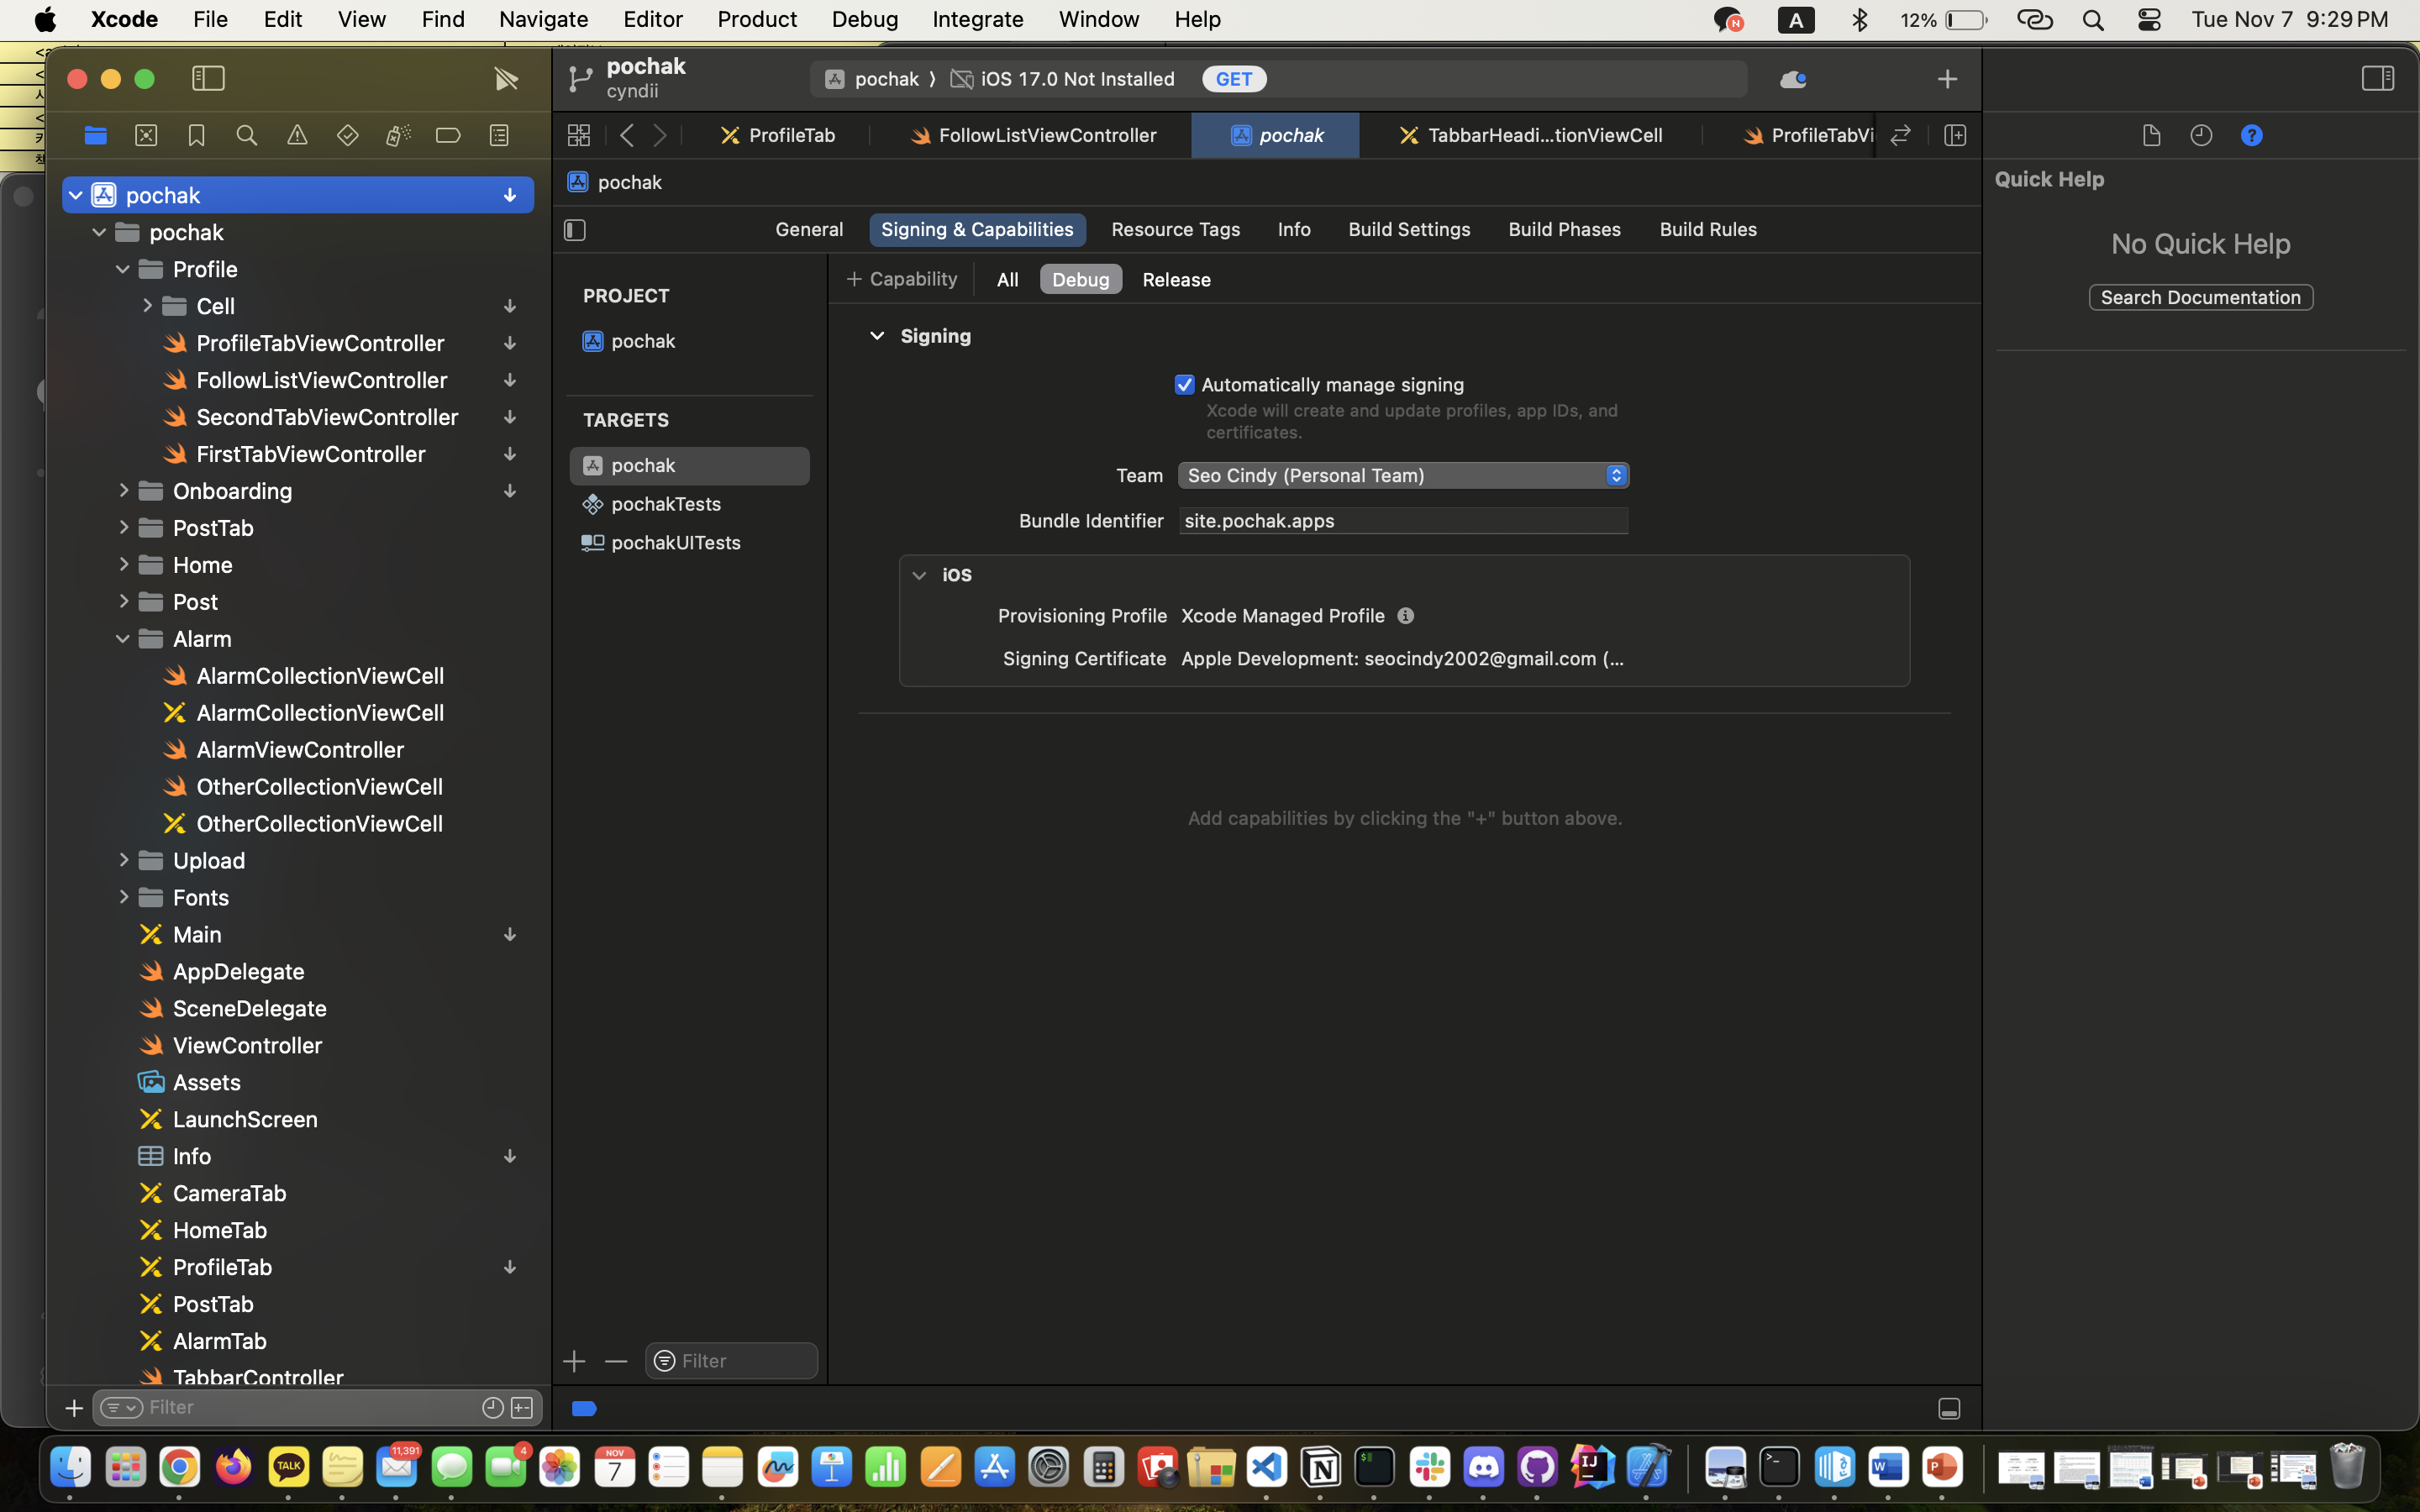 Xcode File Edit View Find Navigate Editor Product Debug Integrate Window Help
N A 12% Tue Nov 7 9:29 PM
pochak
cyndii
pochak ⟩ iOS 17.0 Not Installed GET
ProfileTab FollowListViewController pochak TabbarHeadi...tionViewCell ProfileTabVi
pochak
General Signing & Capabilities Resource Tags Info Build Settings Build Phases Build Rules
+ Capability All Debug Release
PROJECT
pochak
TARGETS
pochak
pochakTests
pochakUITests
Filter
Signing
Automatically manage signing
Xcode will create and update profiles, app IDs, and
certificates.
Team Seo Cindy (Personal Team)
Bundle Identifier site.pochak.apps
iOS
Provisioning Profile Xcode Managed Profile
Signing Certificate Apple Development: seocindy2002@gmail.com (...
Add capabilities by clicking the "+" button above.
Quick Help
No Quick Help
Search Documentation
pochak
pochak
Profile
Cell
ProfileTabViewController
FollowListViewController
SecondTabViewController
FirstTabViewController
Onboarding
PostTab
Home
Post
Alarm
AlarmCollectionViewCell
AlarmCollectionViewCell
AlarmViewController
OtherCollectionViewCell
OtherCollectionViewCell
Upload
Fonts
Main
AppDelegate
SceneDelegate
ViewController
Assets
LaunchScreen
Info
CameraTab
HomeTab
ProfileTab
PostTab
AlarmTab
TabbarController
Filter
TALK 11,391 4 NOV 7 N $ IJ >_ W P